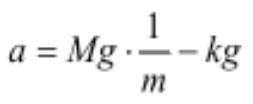 a = Mg · 1/m − kg